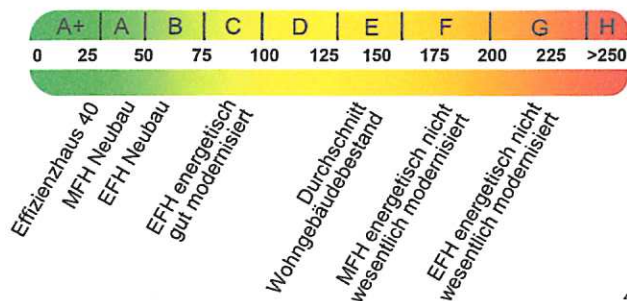 A+ A B C D E F G H
0 25 50 75 100 125 150 175 200 225 >250
Effizienzhaus 40
MFH Neubau
EFH Neubau
EFH energetisch
gut modernisiert
Durchschnitt
Wohngebäudebestand
MFH energetisch nicht
wesentlich modernisiert
EFH energetisch nicht
wesentlich modernisiert